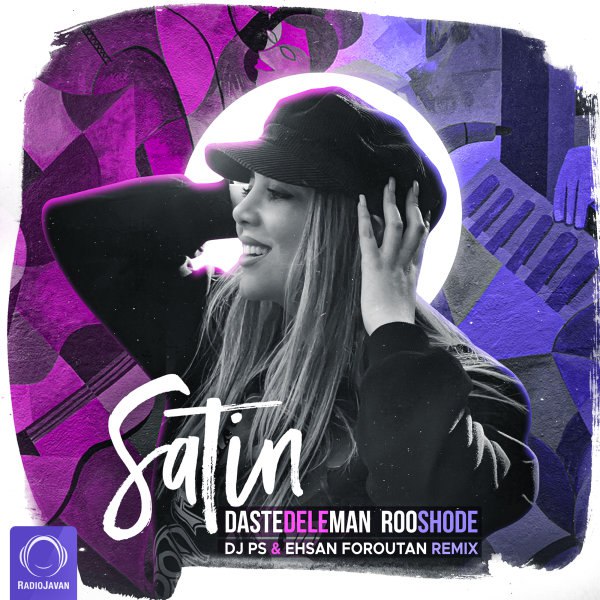 Satin
DASTEDELEMAN ROOSHODE
DJ PS & EHSAN FOROUTAN REMIX
RADIOJAVAN